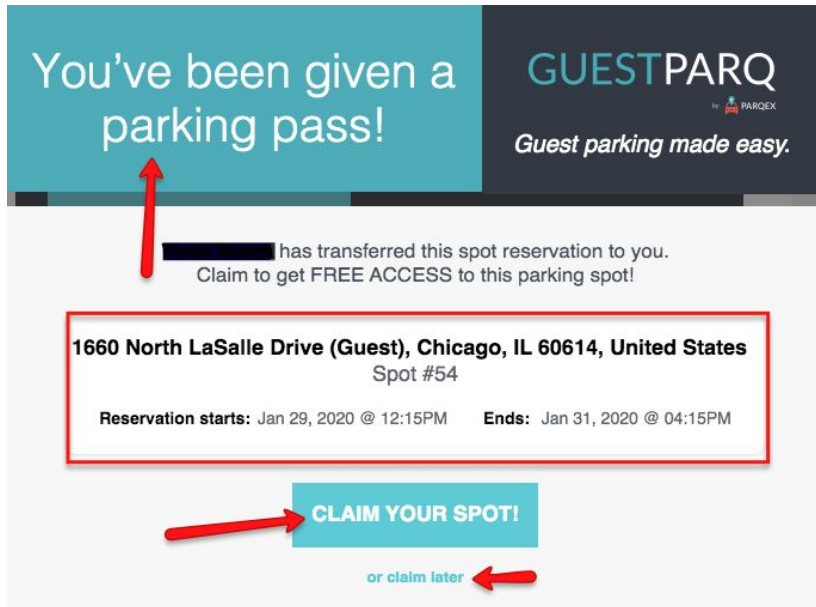 You've been given a
parking pass!
GUESTPARQ
by PARQEX
Guest parking made easy.
has transferred this spot reservation to you.
Claim to get FREE ACCESS to this parking spot!
1660 North LaSalle Drive (Guest), Chicago, IL 60614, United States
Spot #54
Reservation starts: Jan 29, 2020 @ 12:15PM Ends: Jan 31, 2020 @ 04:15PM
CLAIM YOUR SPOT!
or claim later